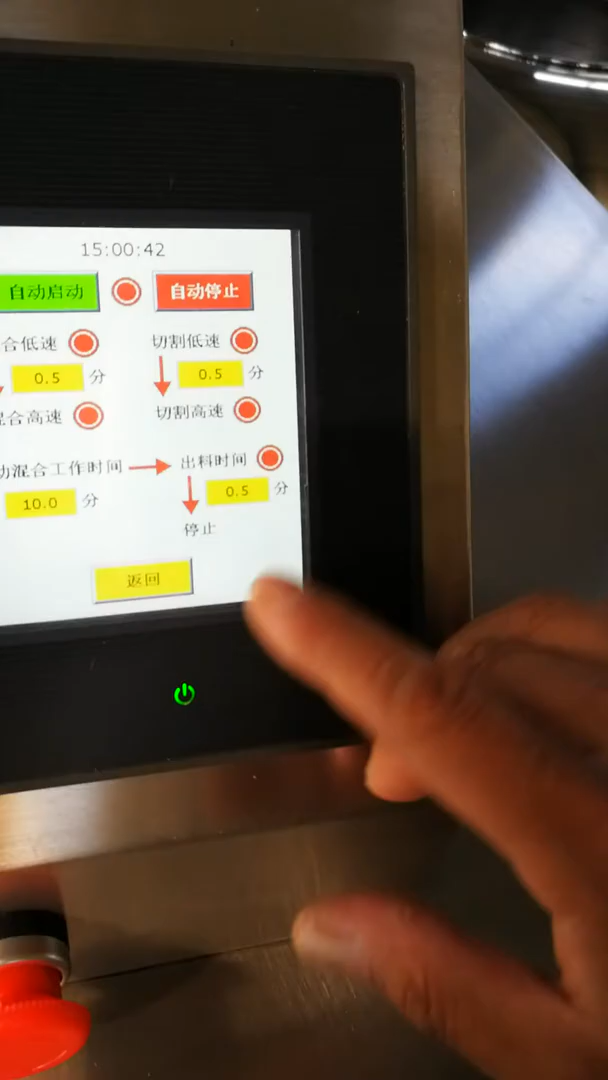 15:00:42
自动启动 自动停止
合低速 切割低速
0.5 分 0.5 分
混合高速 切割高速
动混合工作时间 出料时间
10.0 分 0.5 分
停止
返回